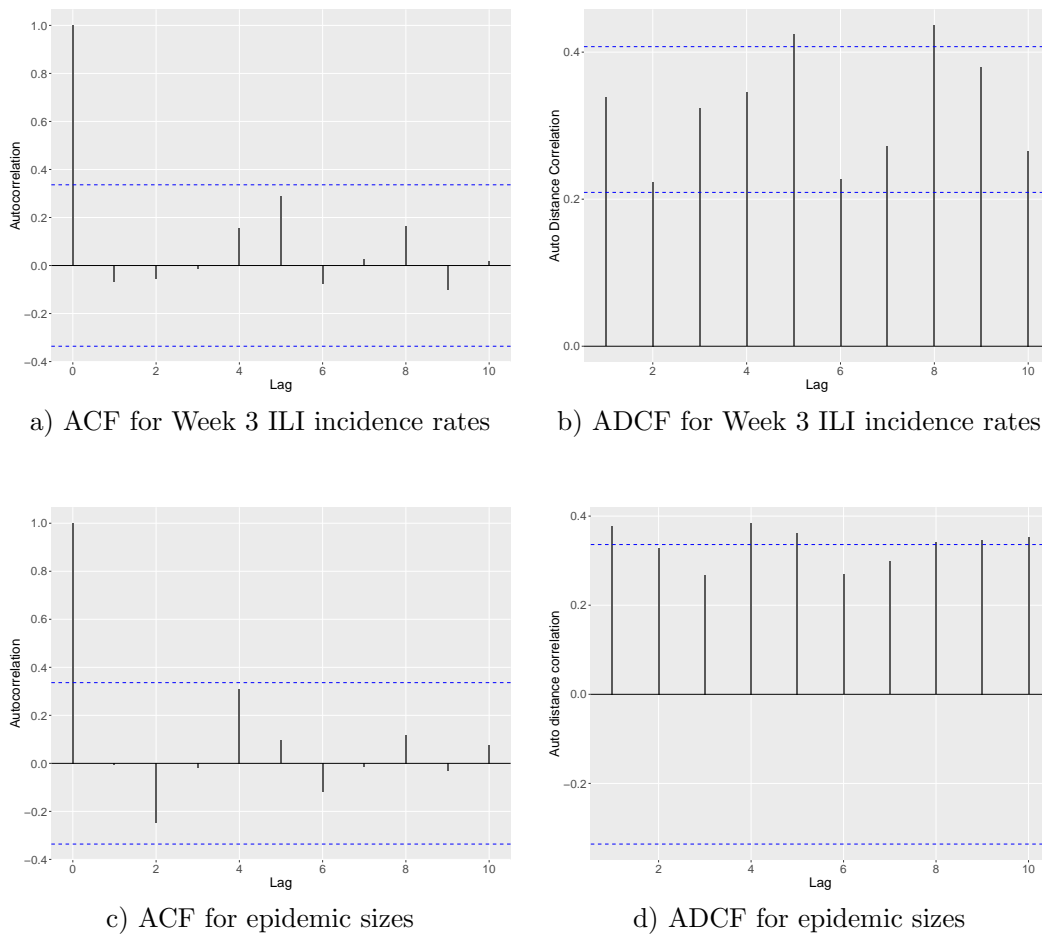 1.0
0.8
0.6
0.4
0.2
0.0
−0.2
−0.4
Autocorrelation
0 2 4 6 8 10
Lag
a) ACF for Week 3 ILI incidence rates
0.4
0.2
0.0
Auto Distance Correlation
2 4 6 8 10
Lag
b) ADCF for Week 3 ILI incidence rates
1.0
0.8
0.6
0.4
0.2
0.0
−0.2
−0.4
Autocorrelation
0 2 4 6 8 10
Lag
c) ACF for epidemic sizes
0.4
0.2
0.0
−0.2
Auto distance correlation
2 4 6 8 10
Lag
d) ADCF for epidemic sizes